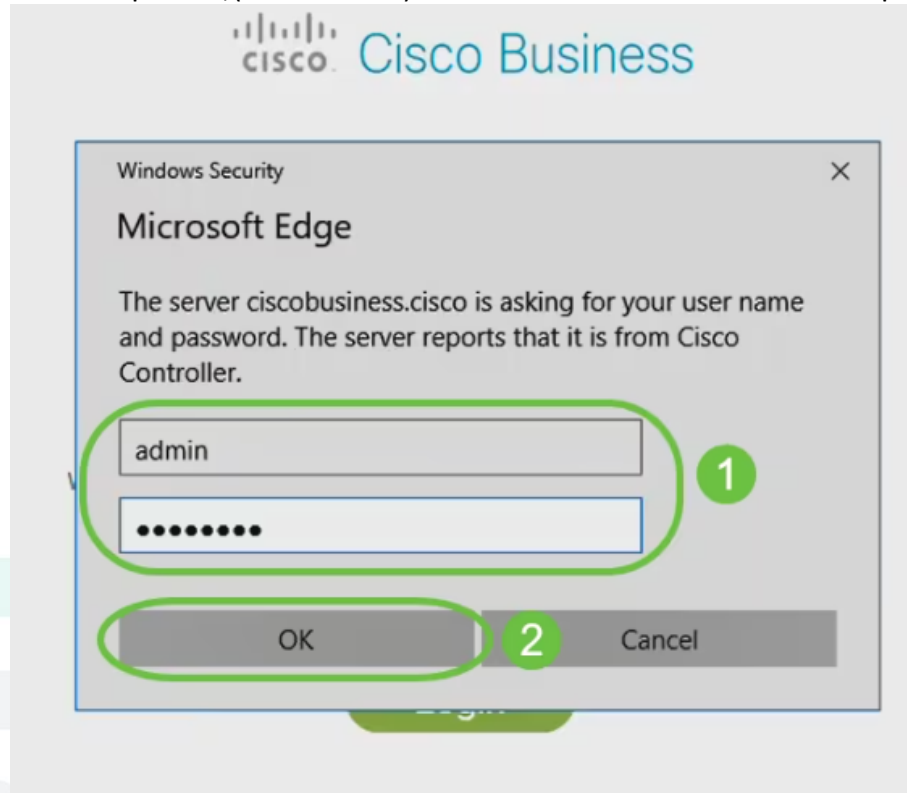 cisco. Cisco Business
Windows Security
Microsoft Edge
The server ciscobusiness.cisco is asking for your user name
and password. The server reports that it is from Cisco
Controller.
admin
1
OK
2
Cancel